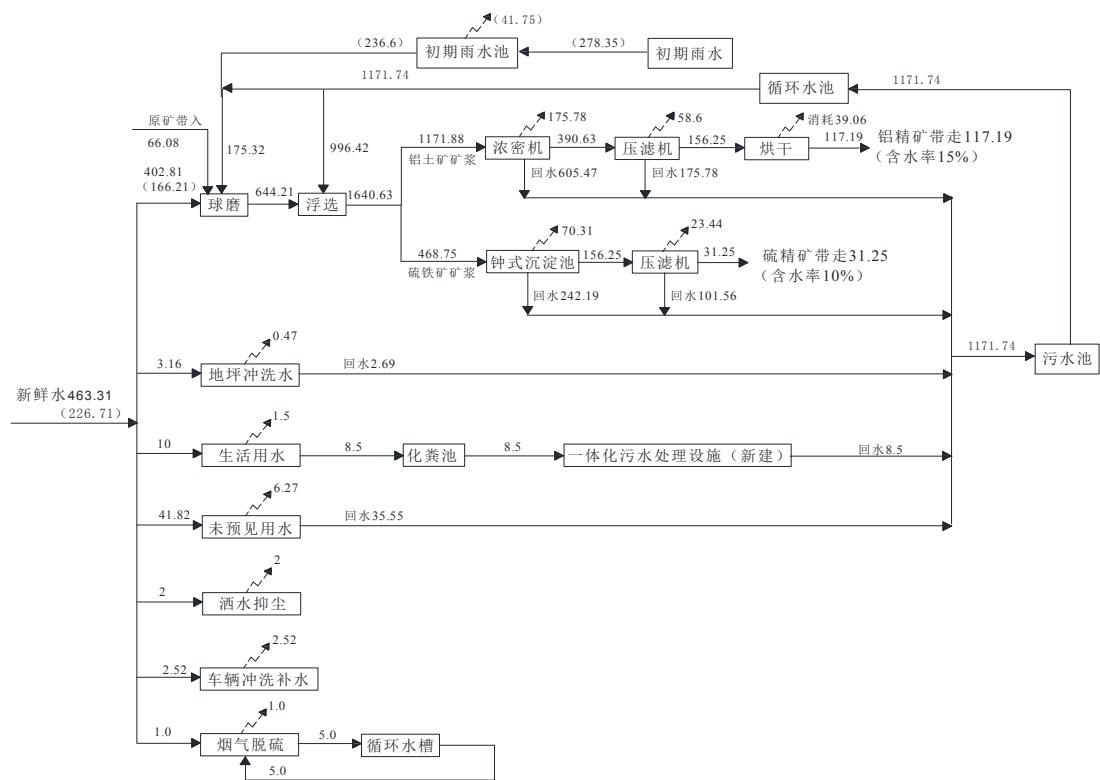 （41.75）
（236.6）
初期雨水池
（278.35）
初期雨水
1171.74
循环水池
1171.74
原矿带入
66.08
175.32
996.42
402.81
（166.21）
球磨
644.21
浮选
1640.63
1171.88
铝土矿矿浆
175.78
浓密机
390.63
58.6
压滤机
156.25
消耗39.06
烘干
117.19
铝精矿带走117.19
（含水率15%）
回水605.47
回水175.78
468.75
硫铁矿矿浆
70.31
钟式沉淀池
156.25
23.44
压滤机
31.25
硫精矿带走31.25
（含水率10%）
回水242.19
回水101.56
1171.74
污水池
新鲜水463.31
（226.71）
3.16
0.47
地坪冲洗水
回水2.69
10
1.5
生活用水
8.5
化粪池
8.5
一体化污水处理设施（新建）
回水8.5
41.82
6.27
未预见用水
回水35.55
2
2
洒水抑尘
2.52
2.52
车辆冲洗补水
1.0
1.0
烟气脱硫
5.0
循环水槽
5.0